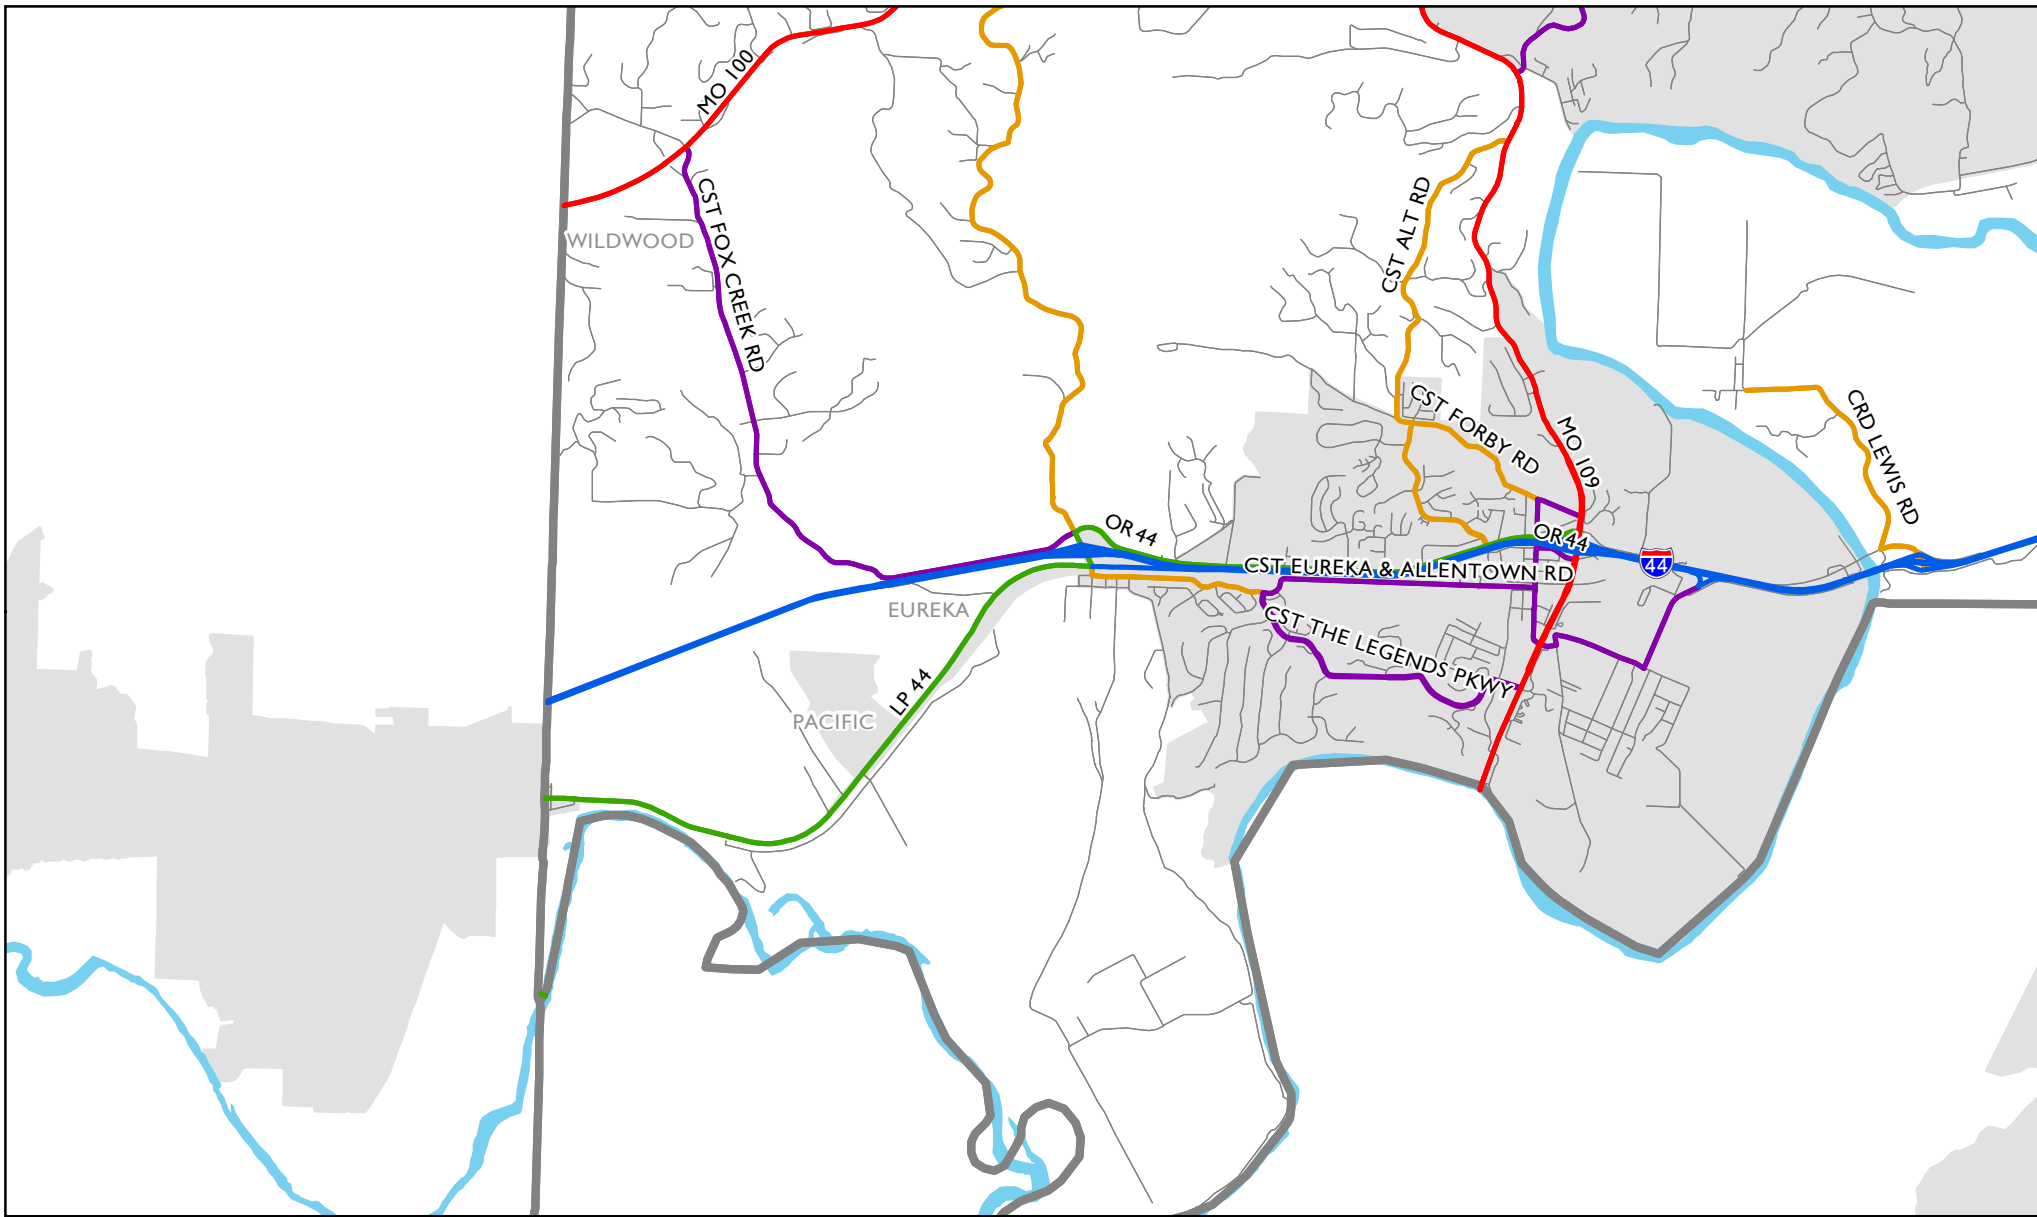 MO 100
CST FOX CREEK RD
WILDWOOD
CST ALT RD
CST FORBY RD
MO 109
CRD LEWIS RD
OR 44
OR 44
CST EUREKA & ALLENTOWN RD
44
EUREKA
CST THE LEGENDS PKWY
LP 44
PACIFIC